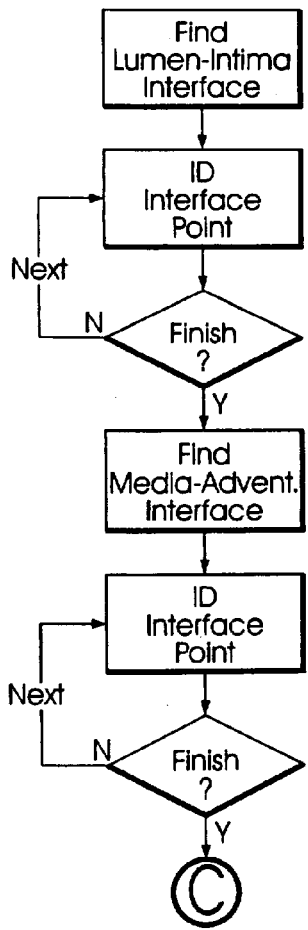 Find
Lumen-Intima
Interface
ID
Interface
Point
Next
N
Finish
?
Y
Find
Media-Advent.
Interface
ID
Interface
Point
Next
N
Finish
?
Y
C